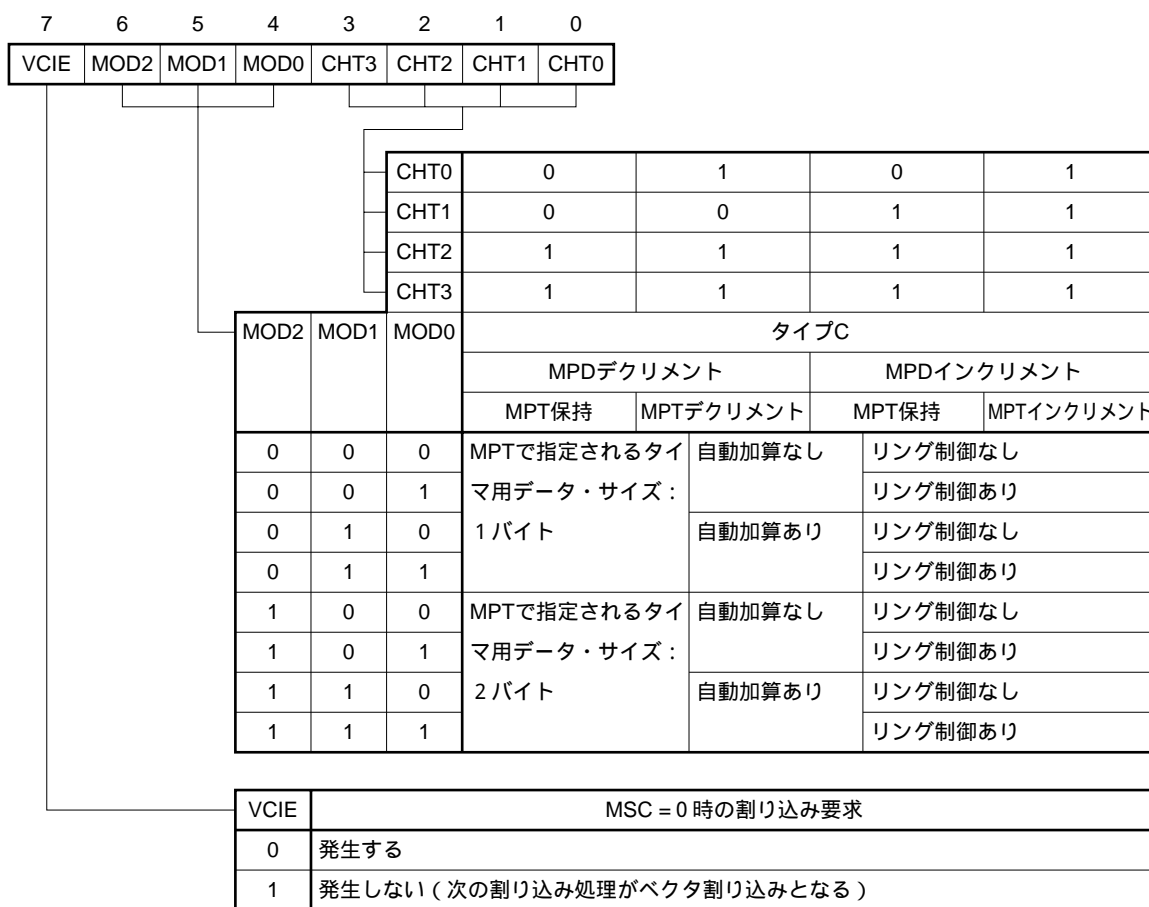 7 6 5 4 3 2 1 0
VCIE MOD2 MOD1 MOD0 CHT3 CHT2 CHT1 CHT0
CHT0 0 1 0 1
CHT1 0 0 1 1
CHT2 1 1 1 1
CHT3 1 1 1 1
MOD2 MOD1 MOD0 タイプC
MPDデクリメント MPDインクリメント
MPT保持 MPTデクリメント MPT保持 MPTインクリメント
0 0 0 MPTで指定されるタイ 自動加算なし リング制御なし
0 0 1 マ用データ・サイズ： リング制御あり
0 1 0 1バイト 自動加算あり リング制御なし
0 1 1 リング制御あり
1 0 0 MPTで指定されるタイ 自動加算なし リング制御なし
1 0 1 マ用データ・サイズ： リング制御あり
1 1 0 2バイト 自動加算あり リング制御なし
1 1 1 リング制御あり
VCIE MSC = 0 時の割り込み要求
0 発生する
1 発生しない（次の割り込み処理がベクタ割り込みとなる）